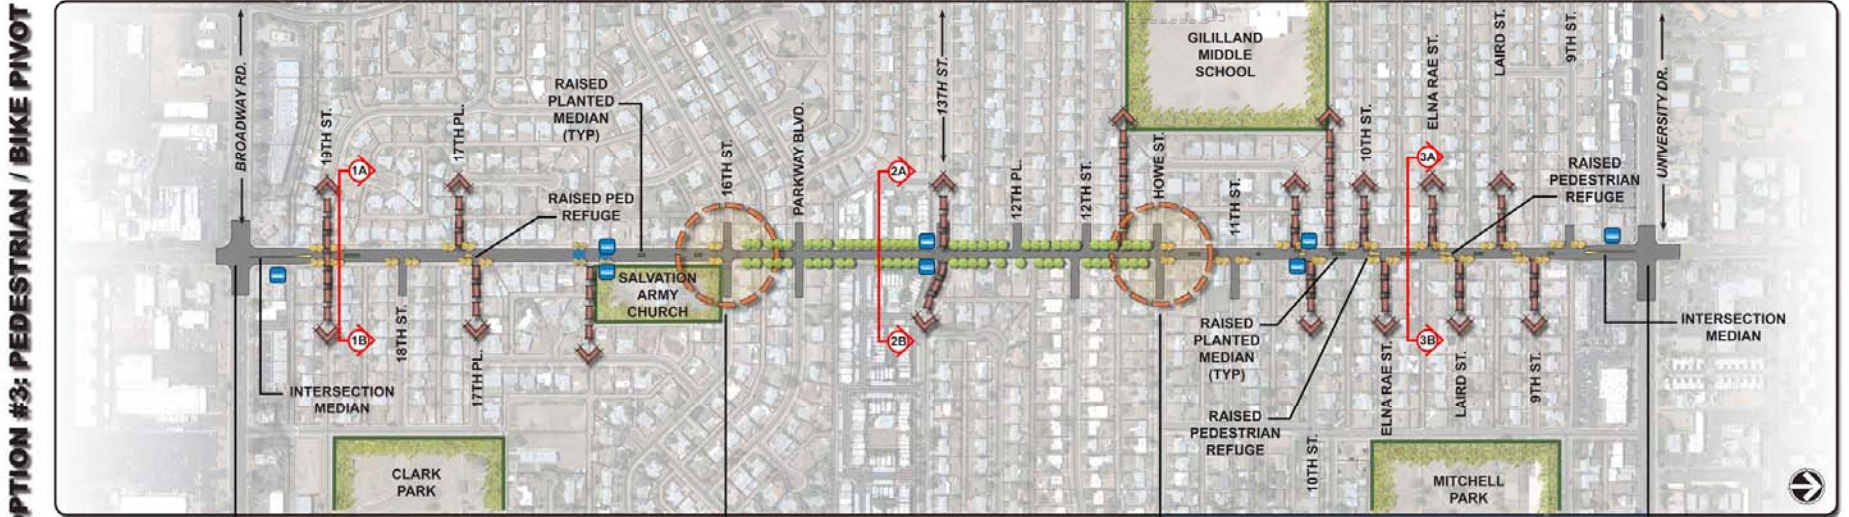 OPTION #3: PEDESTRIAN / BIKE PIVOT
BROADWAY RD.
19TH ST.
17TH PL.
RAISED
PLANTED
MEDIAN
(TYP)
RAISED PED
REFUGE
16TH ST.
PARKWAY BLVD.
13TH ST.
12TH PL.
12TH ST.
GILILLAND
MIDDLE
SCHOOL
HOWE ST.
11TH ST.
10TH ST.
ELNA RAE ST.
LAIRD ST.
9TH ST.
RAISED
PEDESTRIAN
REFUGE
UNIVERSITY DR.
1A
2A
3A
SALVATION
ARMY
CHURCH
1B
2B
3B
18TH ST.
17TH PL.
INTERSECTION
MEDIAN
CLARK
PARK
RAISED
PLANTED
MEDIAN
(TYP)
RAISED
PEDESTRIAN
REFUGE
10TH ST.
ELNA RAE ST.
LAIRD ST.
9TH ST.
INTERSECTION
MEDIAN
MITCHELL
PARK